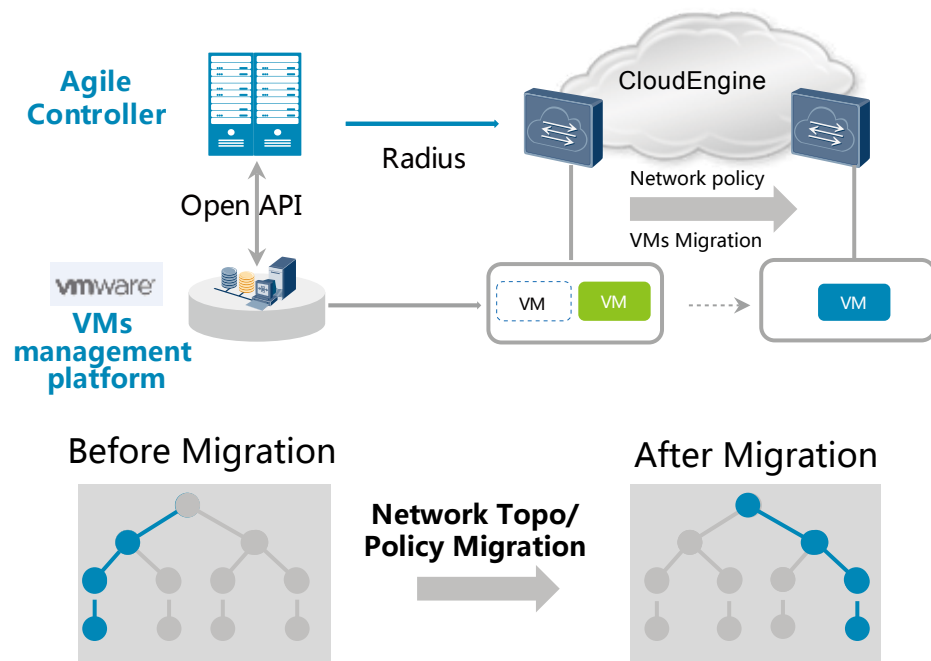 Agile
Controller
Radius
CloudEngine
Network policy
VMs Migration
Open API
vmware
VMs
management
platform
VM
VM
VM
Before Migration
After Migration
Network Topo/
Policy Migration